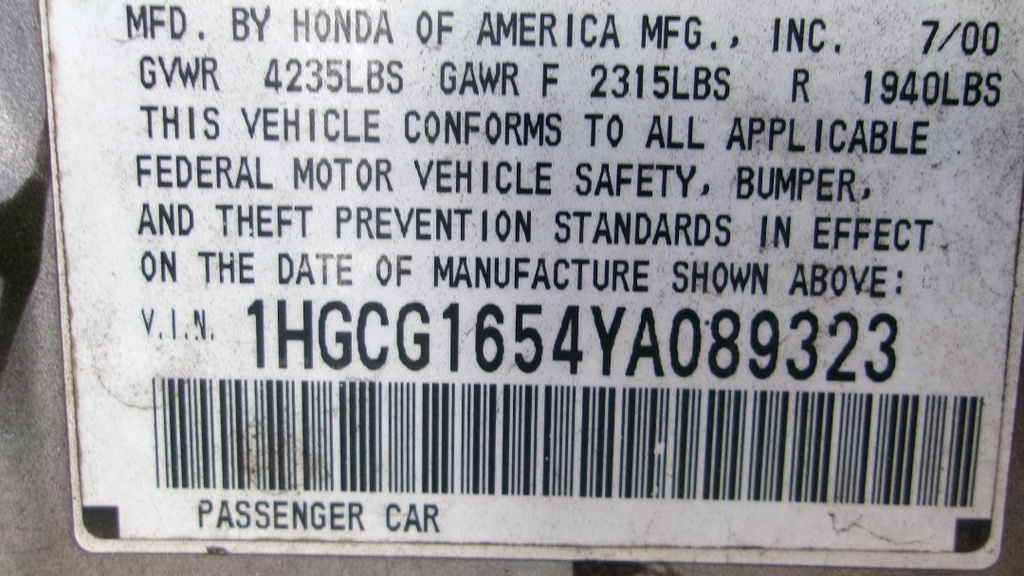 MFD. BY HONDA OF AMERICA MFG., INC. 7/00
GVWR 4235LBS GAWR F 2315LBS R 1940LBS
THIS VEHICLE CONFORMS TO ALL APPLICABLE
FEDERAL MOTOR VEHICLE SAFETY, BUMPER,
AND THEFT PREVENTION STANDARDS IN EFFECT
ON THE DATE OF MANUFACTURE SHOWN ABOVE:
V.I.N. 1HGCG1654YA089323
PASSENGER CAR